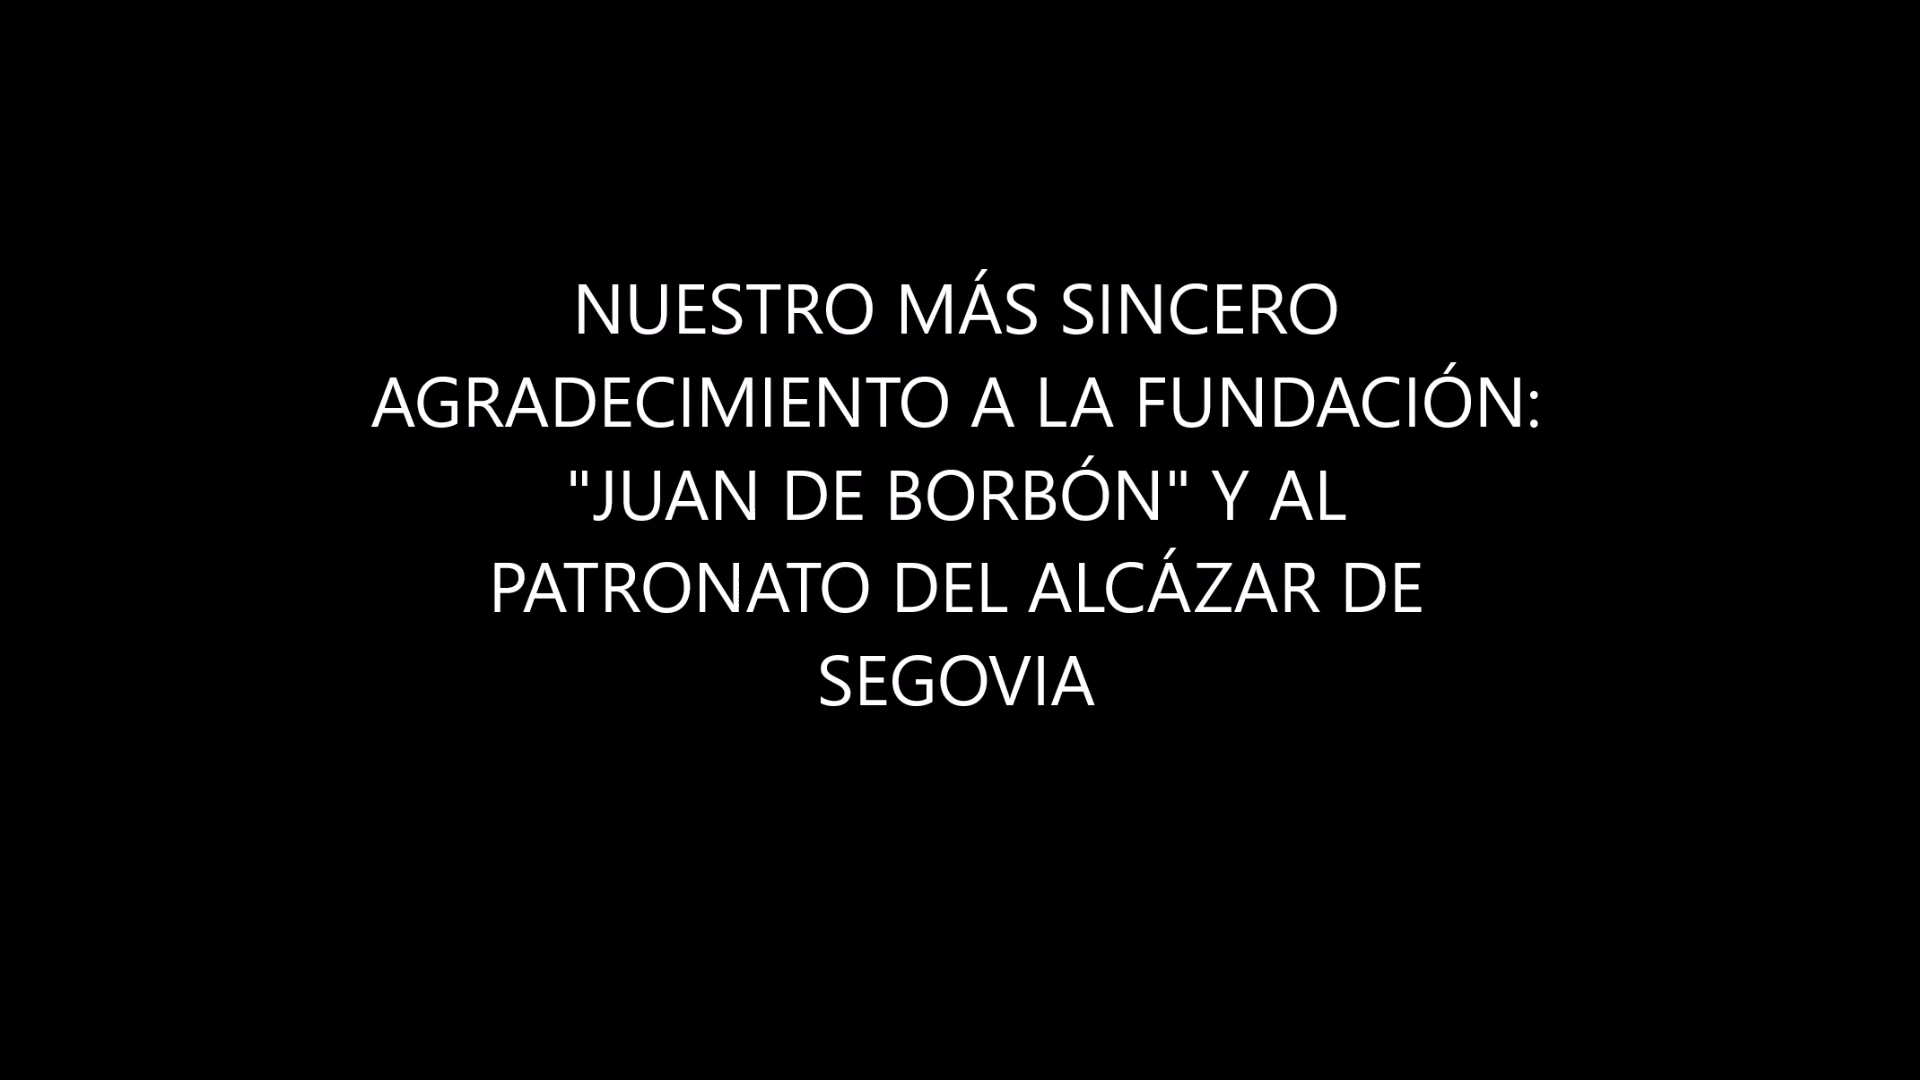 NUESTRO MÁS SINCERO
AGRADECIMIENTO A LA FUNDACIÓN:
"JUAN DE BORBÓN" Y AL
PATRONATO DEL ALCÁZAR DE
SEGOVIA